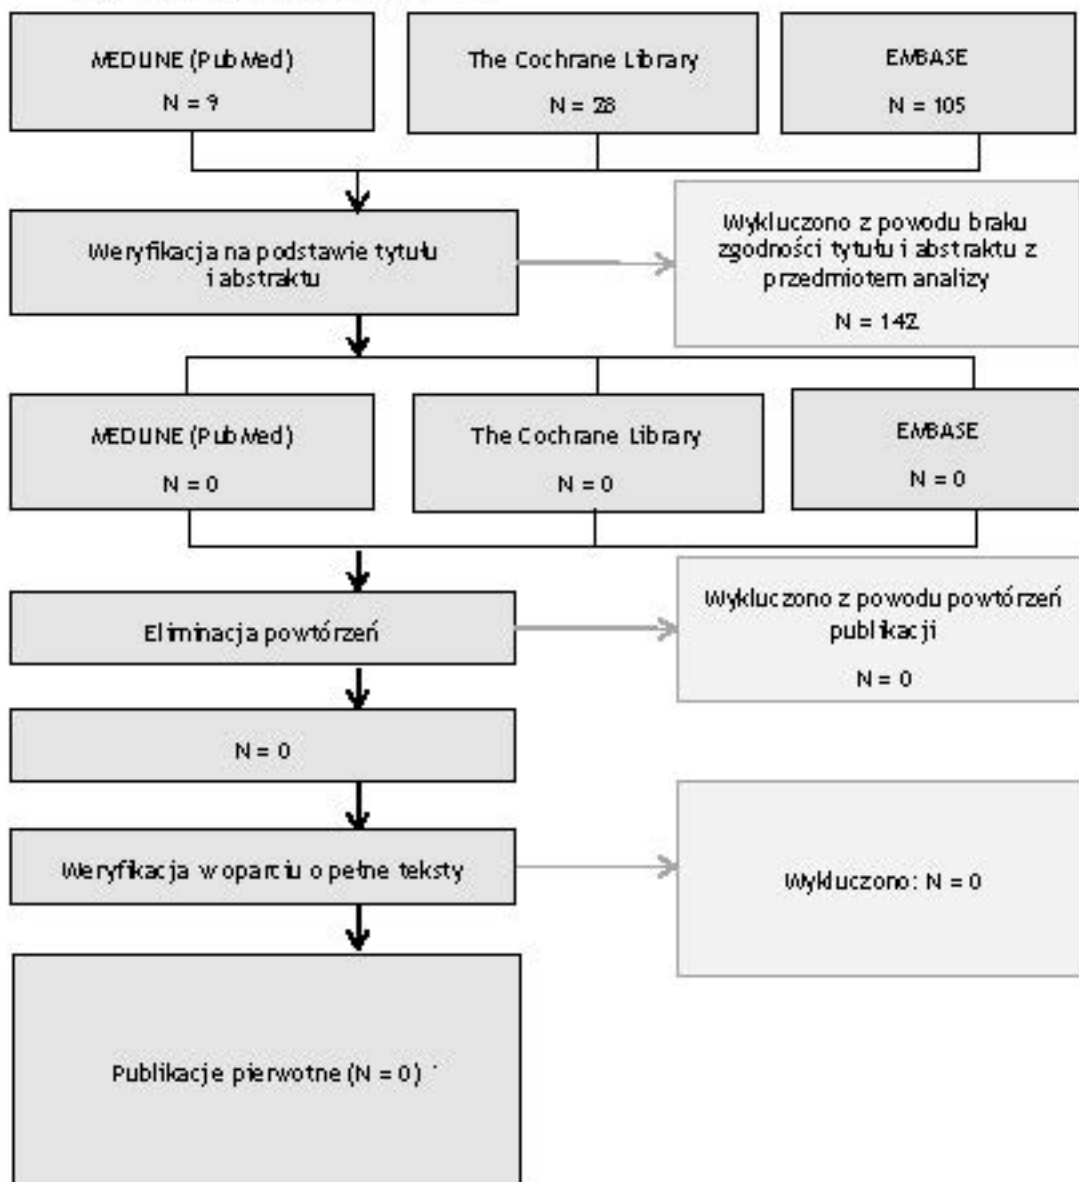 MEDLINE (PubMed)
N = 9
The Cochrane Library
N = 28
EMBASE
N = 105
Weryfikacja na podstawie tytułu
i abstraktu
Wykluczono z powodu braku
zgodności tytułu i abstraktu z
przedmiotem analizy
N = 142
MEDLINE (PubMed)
N = 0
The Cochrane Library
N = 0
EMBASE
N = 0
Eliminacja powtórzeń
Wykluczono z powodu powtórzeń
publikacji
N = 0
N = 0
Weryfikacja w oparciu o pełne teksty
Wykluczono: N = 0
Publikacje pierwotne (N = 0)